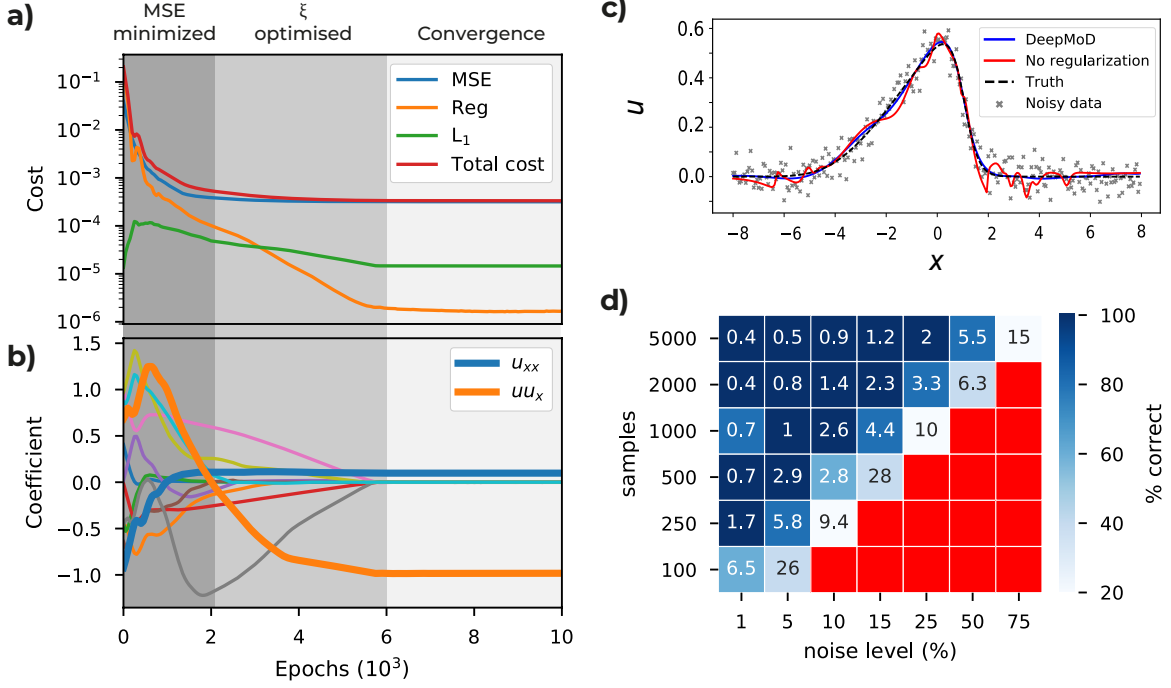 a)
MSE
minimized
ξ
optimised
Convergence
Cost
10⁻¹
10⁻²
10⁻³
10⁻⁴
10⁻⁵
10⁻⁶
MSE
Reg
L₁
Total cost
b)
Coefficient
1.5
1.0
0.5
0.0
−0.5
−1.0
uₓₓ
uuₓ
0 2 4 6 8 10
Epochs (10³)
c)
u
0.6
0.4
0.2
0.0
DeepMoD
No regularization
Truth
Noisy data
−8 −6 −4 −2 0 2 4 6 8
x
d)
samples
5000 0.4 0.5 0.9 1.2 2 5.5 15
2000 0.4 0.8 1.4 2.3 3.3 6.3
1000 0.7 1 2.6 4.4 10
500 0.7 2.9 2.8 28
250 1.7 5.8 9.4
100 6.5 26
1 5 10 15 25 50 75
noise level (%)
100
80
60
40
20
% correct